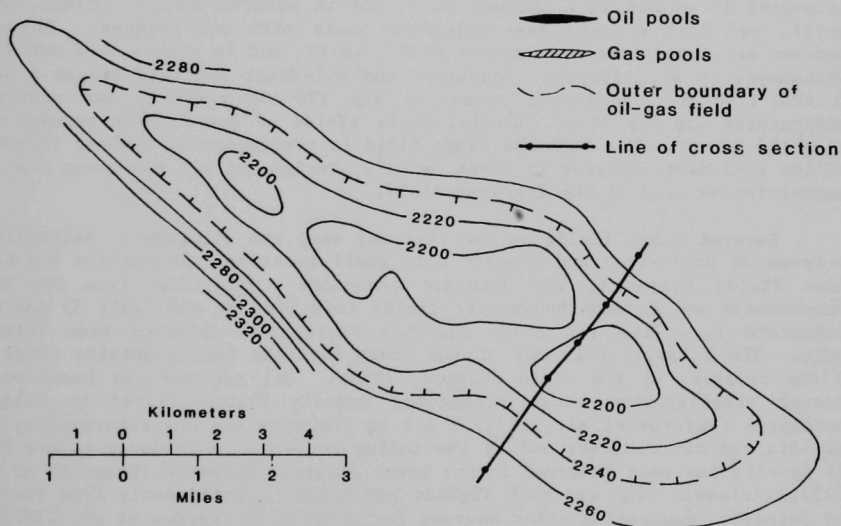 Oil pools
Gas pools
Outer boundary of
oil-gas field
Line of cross section
2280
2200
2220
2200
2280
2300
2320
2200
2220
2240
2260
Kilometers
1 0 1 2 3 4
1 0 1 2 3
Miles